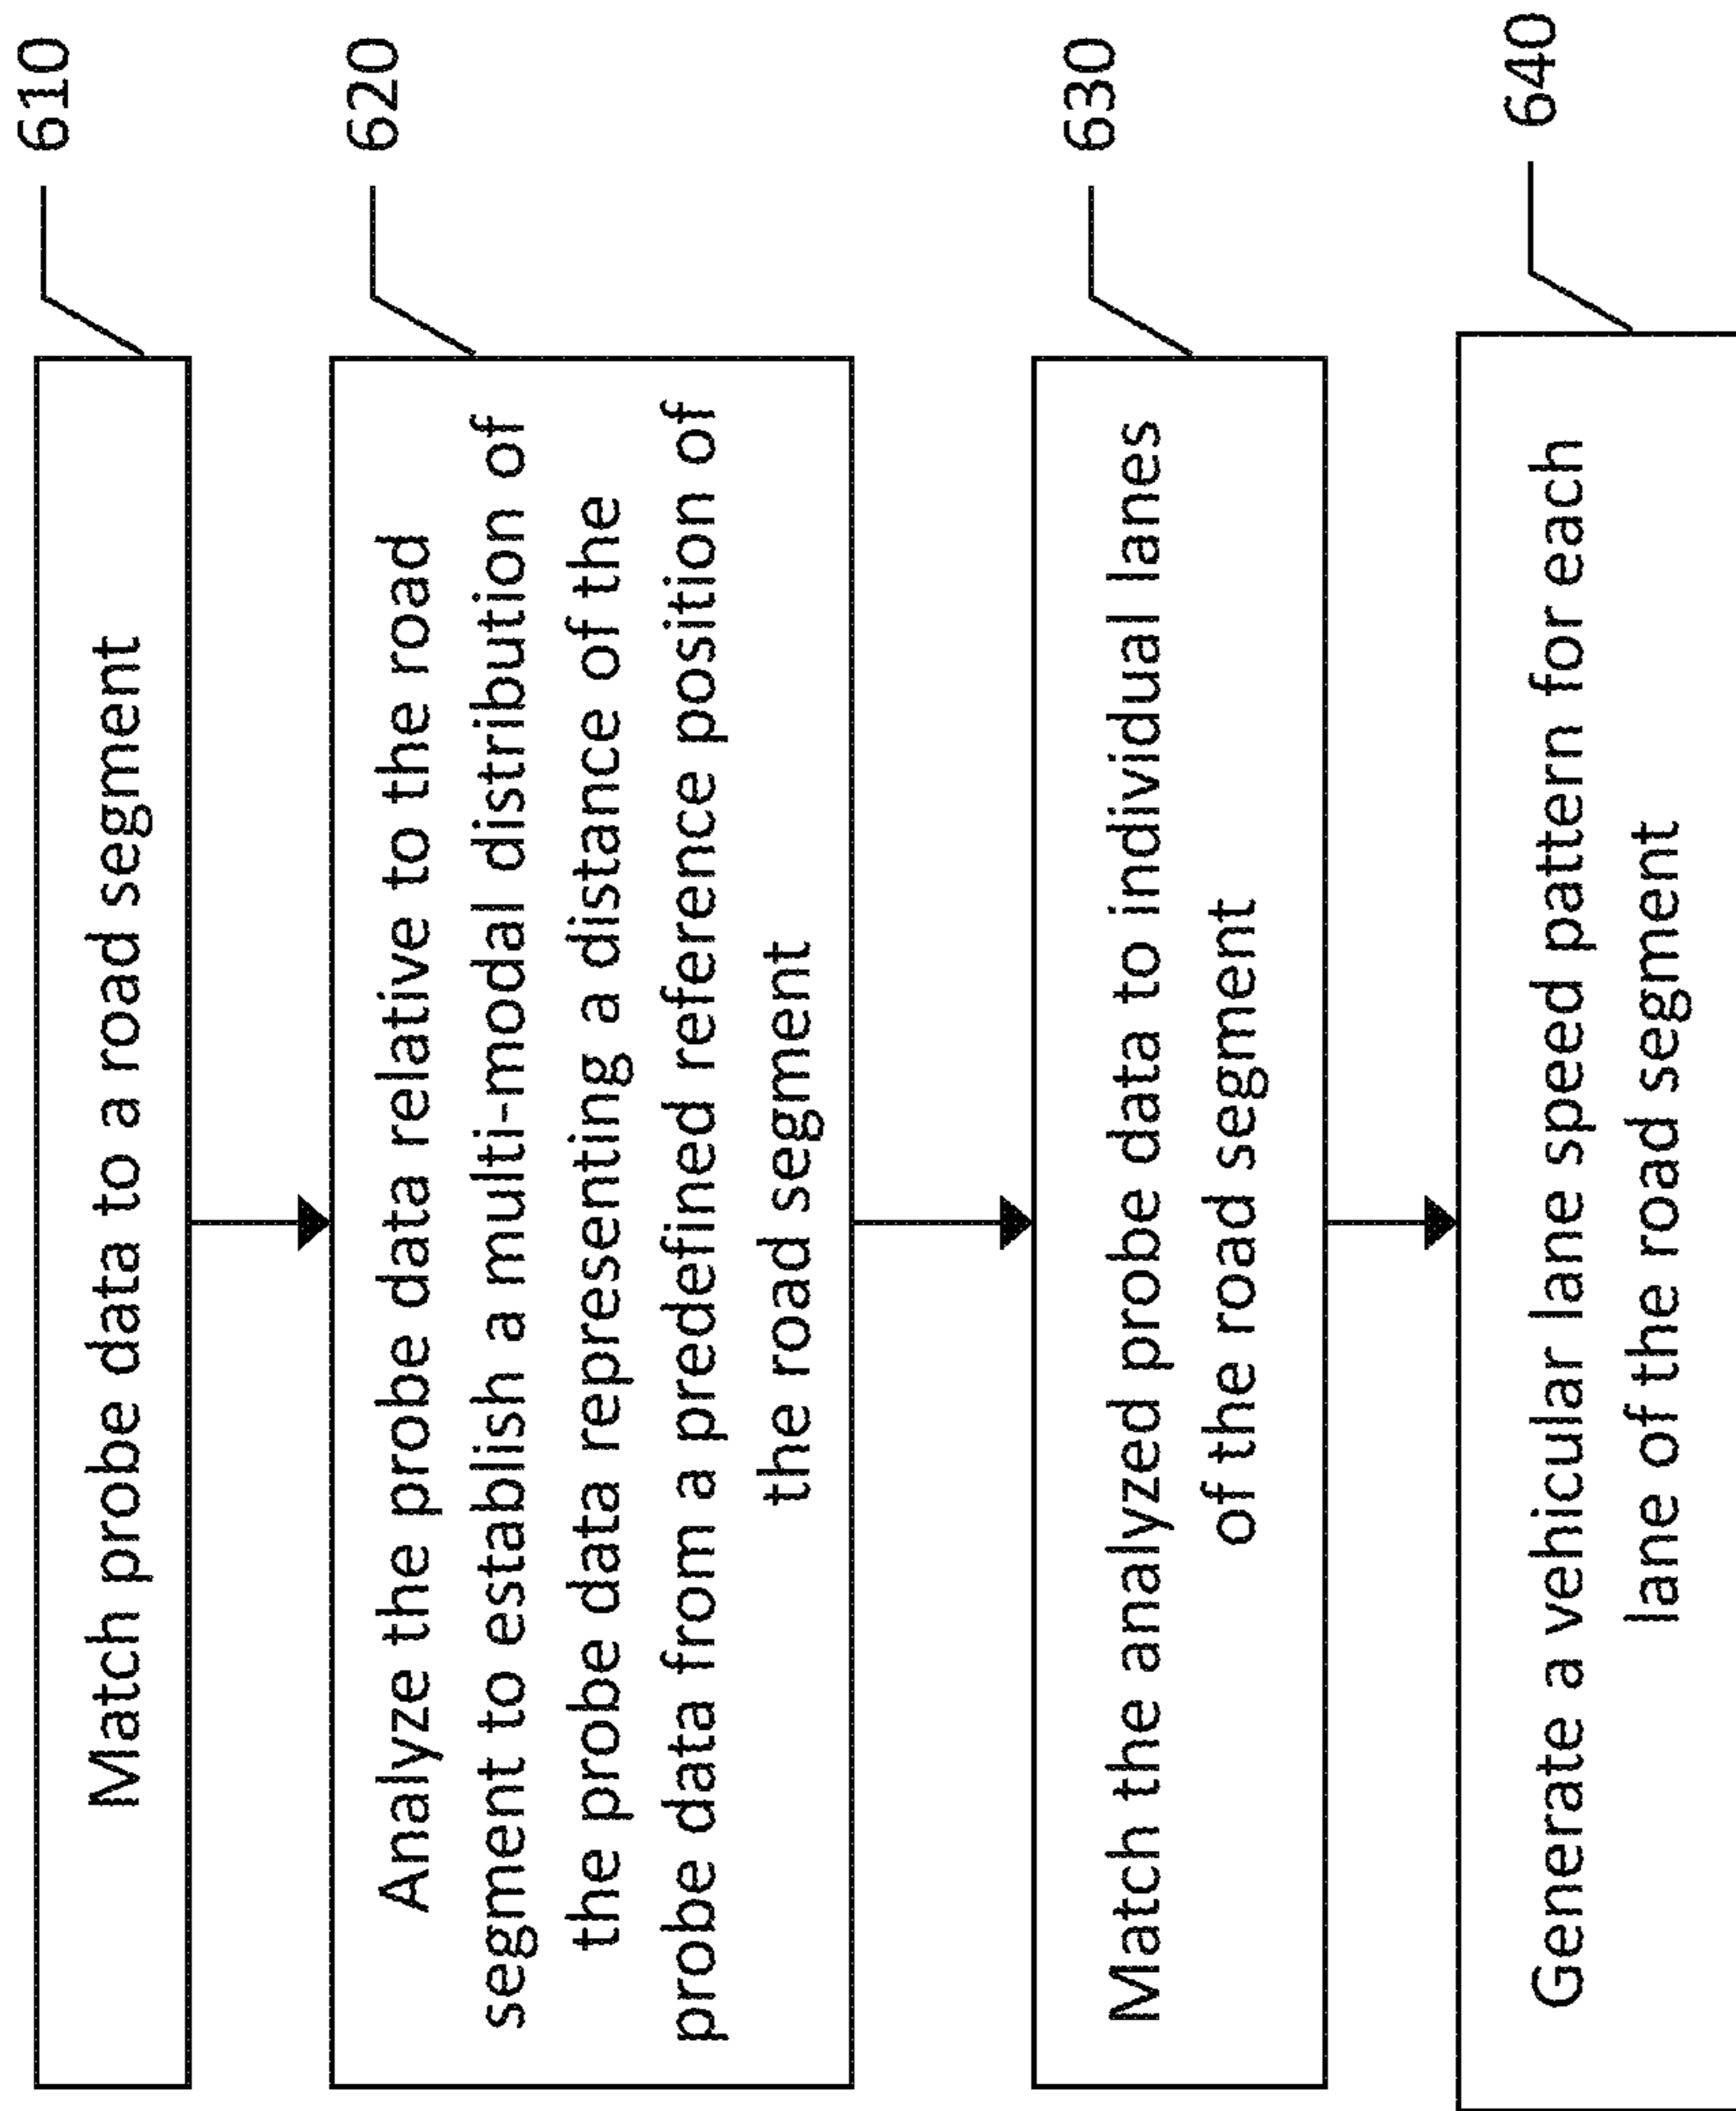 Match probe data to a road segment
610
Analyze the probe data relative to the road
segment to establish a multi-modal distribution of
the probe data representing a distance of the
probe data from a predefined reference position of
the road segment
620
Match the analyzed probe data to individual lanes
of the road segment
630
Generate a vehicular lane speed pattern for each
lane of the road segment
640